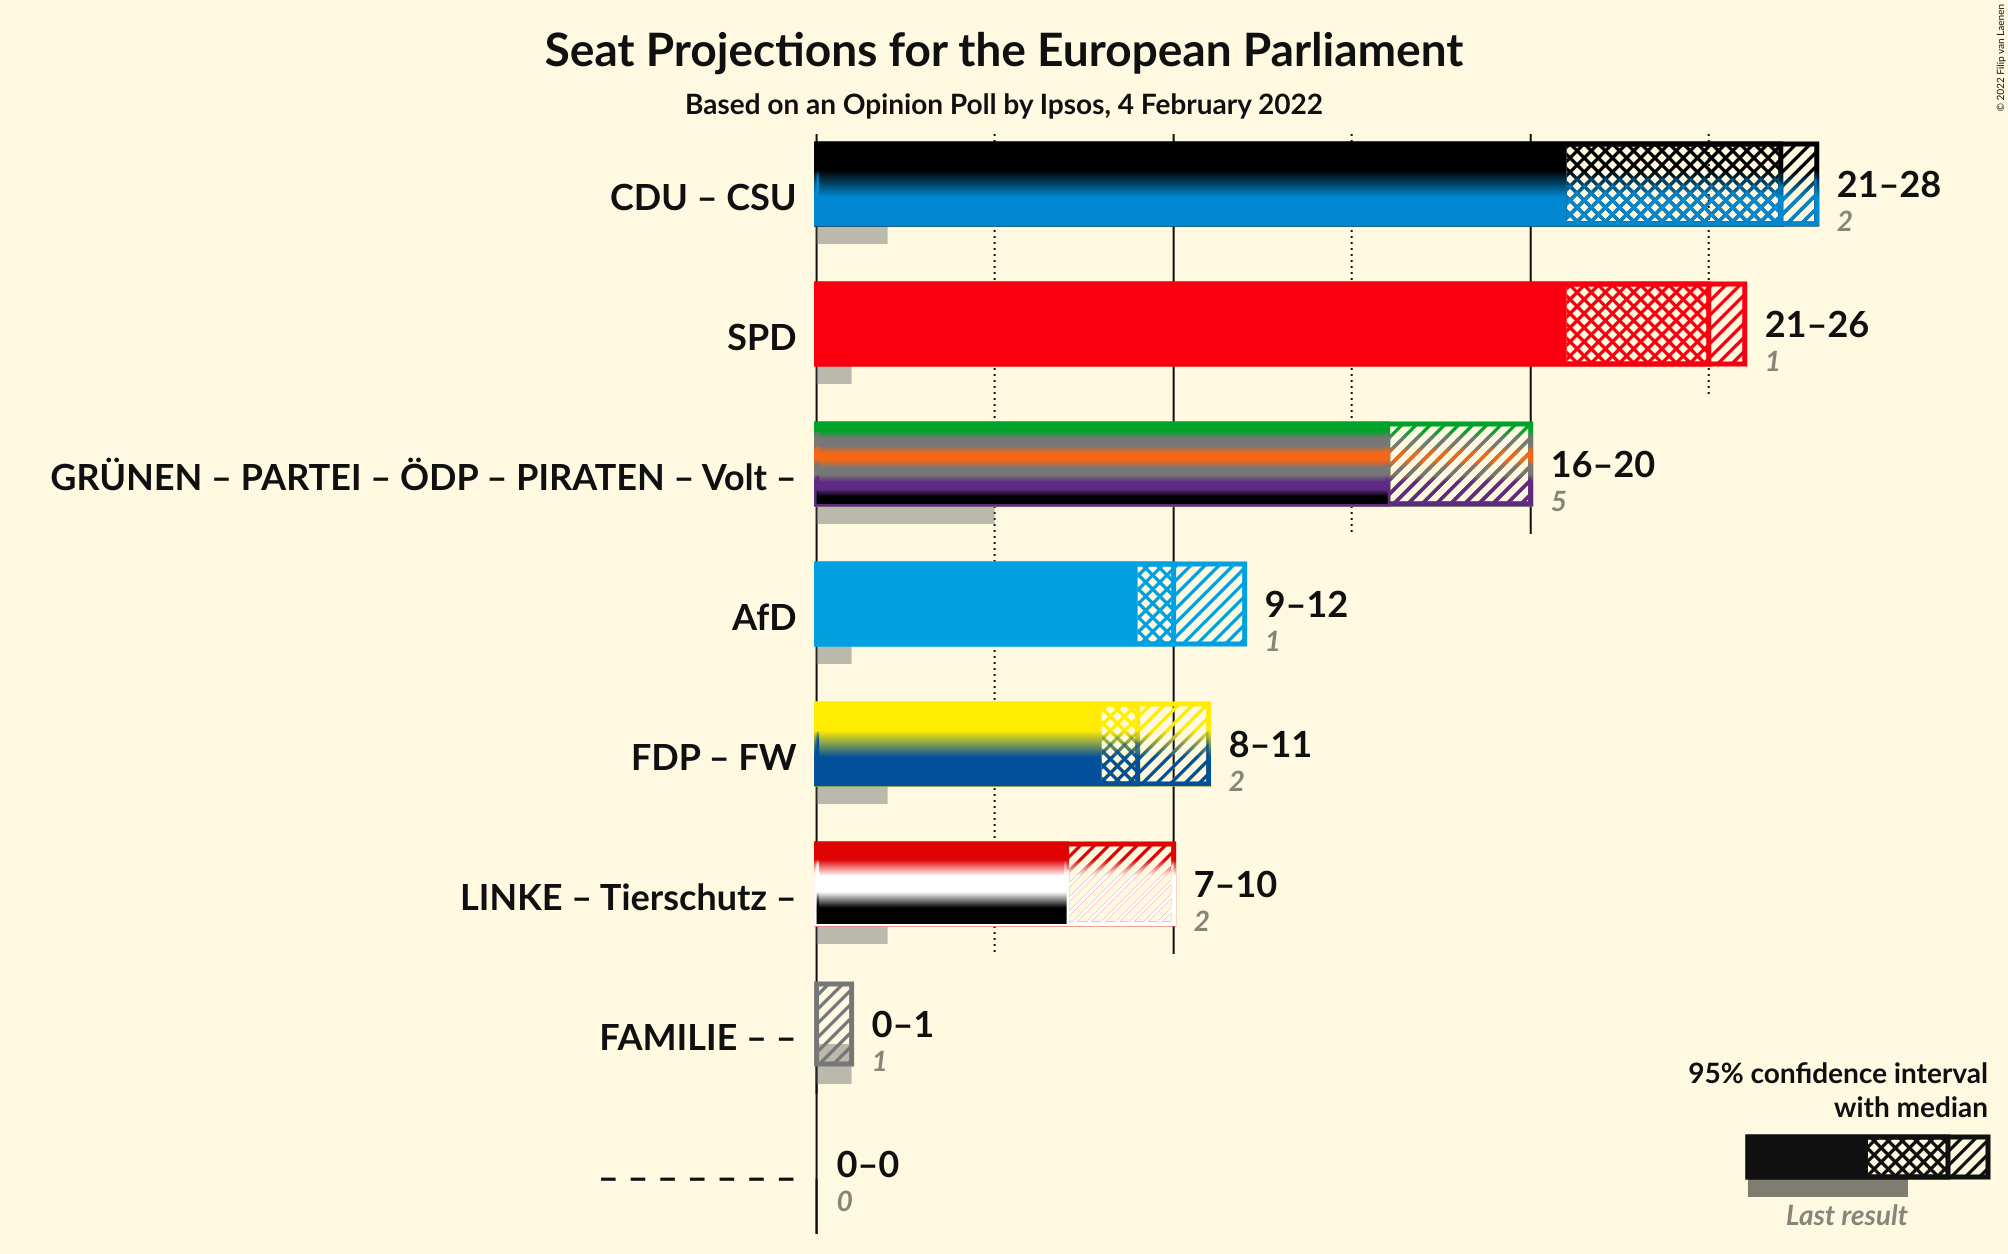 Seat Projections for the European Parliament
Based on an Opinion Poll by Ipsos, 4 February 2022
© 2022 Filip van Laenen
CDU – CSU
21–28
2
SPD
21–26
1
GRÜNEN – PARTEI – ÖDP – PIRATEN – Volt –
16–20
5
AfD
9–12
1
FDP – FW
8–11
2
LINKE – Tierschutz –
7–10
2
FAMILIE – –
0–1
1
– – – – – – –
0–0
0
95% confidence interval
with median
Last result